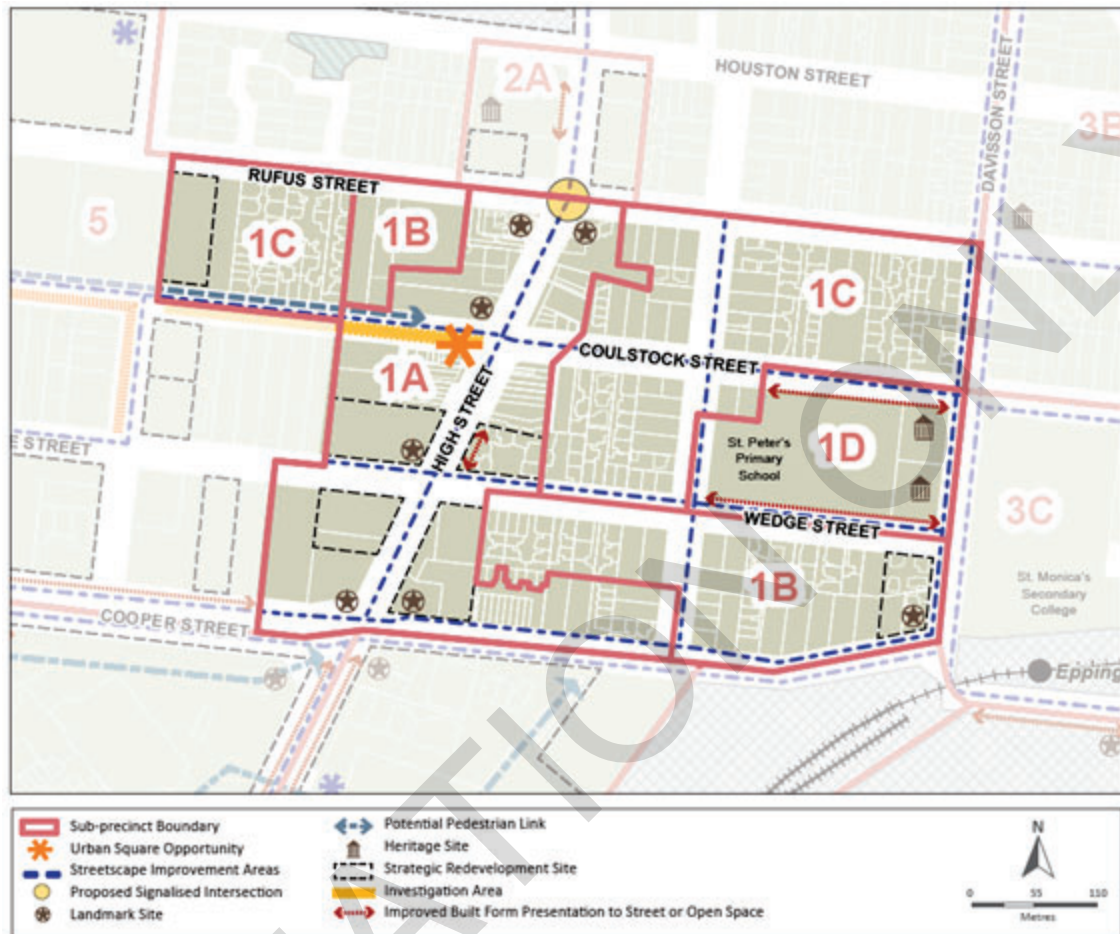 HOUSTON STREET
DAVISSON STREET
2A
3B
RUFUS STREET
5
1C
1B
1C
COULSTOCK STREET
1A
HIGH STREET
E STREET
St. Peter's
Primary
School
1D
WEDGE STREET
3C
1B
St. Monica's
Secondary
College
COOPER STREET
Epping
ATION ONLY
Sub-precinct Boundary
Urban Square Opportunity
Streetscape Improvement Areas
Proposed Signalised Intersection
Landmark Site
Potential Pedestrian Link
Heritage Site
Strategic Redevelopment Site
Investigation Area
Improved Built Form Presentation to Street or Open Space
N
0 55 110
Metres